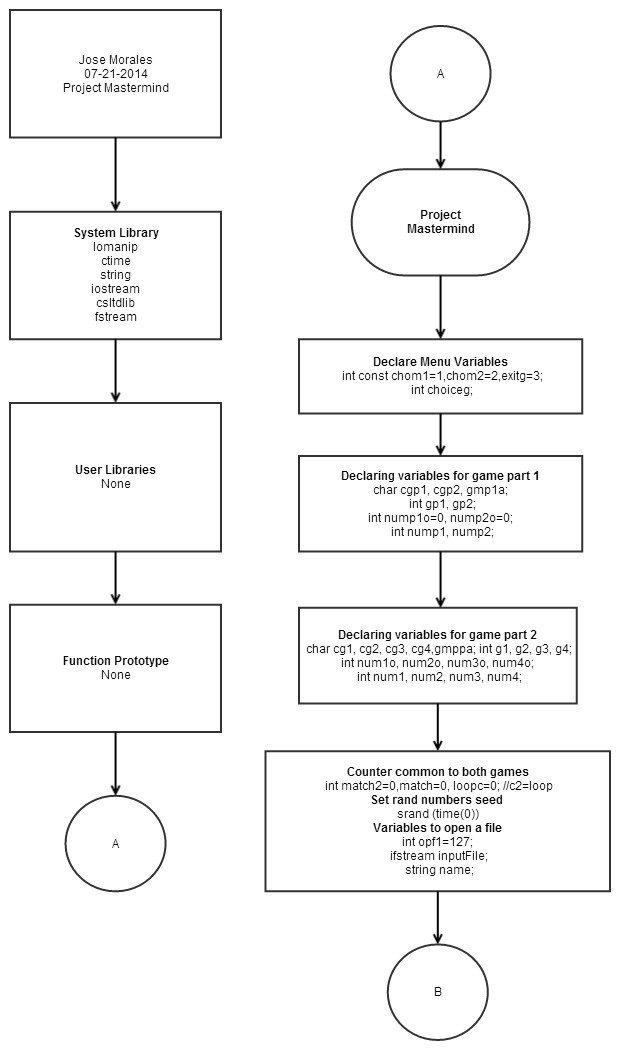 Jose Morales
07-21-2014
Project Mastermind
System Library
Iomanip
ctime
string
iostream
csltdlib
fstream
User Libraries
None
Function Prototype
None
A
A
Project
Mastermind
Declare Menu Variables
int const chom1=1,chom2=2,exitg=3;
int choiceg;
Declaring variables for game part 1
char cgp1, cgp2, gmp1a;
int gp1, gp2;
int nump1o=0, nump2o=0;
int nump1, nump2;
Declaring variables for game part 2
char cg1, cg2, cg3, cg4,gmppa; int g1, g2, g3, g4;
int num1o, num2o, num3o, num4o;
int num1, num2, num3, num4;
Counter common to both games
int match2=0,match=0, loopc=0; //c2=loop
Set rand numbers seed
srand (time(0))
Variables to open a file
int opf1=127;
ifstream inputFile;
string name;
B